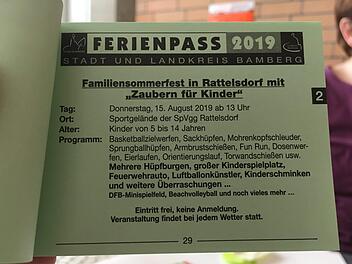 FERIENPASS 2019
STADT UND LANDKREIS BAMBERG
Familiensommerfest in Rattelsdorf mit
„Zaubern für Kinder“
Tag: Donnerstag, 15. August 2019 ab 13 Uhr
Ort: Sportgelände der SpVgg Rattelsdorf
Alter: Kinder von 5 bis 14 Jahren
Programm: Basketballzielwerfen, Sackhüpfen, Mohrenkopfschleuder,
Sprungballhüpfen, Armbrustschießen, Fun Run, Dosenwer-
fen, Eierlaufen, Orientierungslauf, Torwandschießen usw.
Mehrere Hüpfburgen, großer Kinderspielplatz,
Feuerwehrauto, Luftballonkünstler, Kinderschminken
und weitere Überraschungen ...
DFB-Minispielfeld, Beachvolleyball und noch vieles mehr ...
Eintritt frei, keine Anmeldung.
Veranstaltung findet bei jedem Wetter statt.
2
29